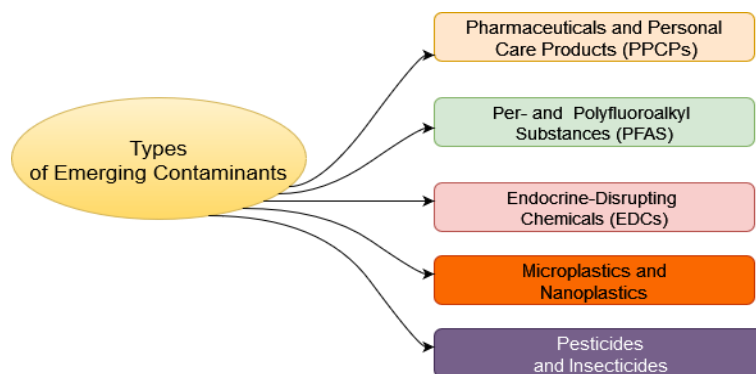 Types
of Emerging Contaminants
Pharmaceuticals and Personal
Care Products (PPCPs)
Per- and Polyfluoroalkyl
Substances (PFAS)
Endocrine-Disrupting
Chemicals (EDCs)
Microplastics and
Nanoplastics
Pesticides
and Insecticides